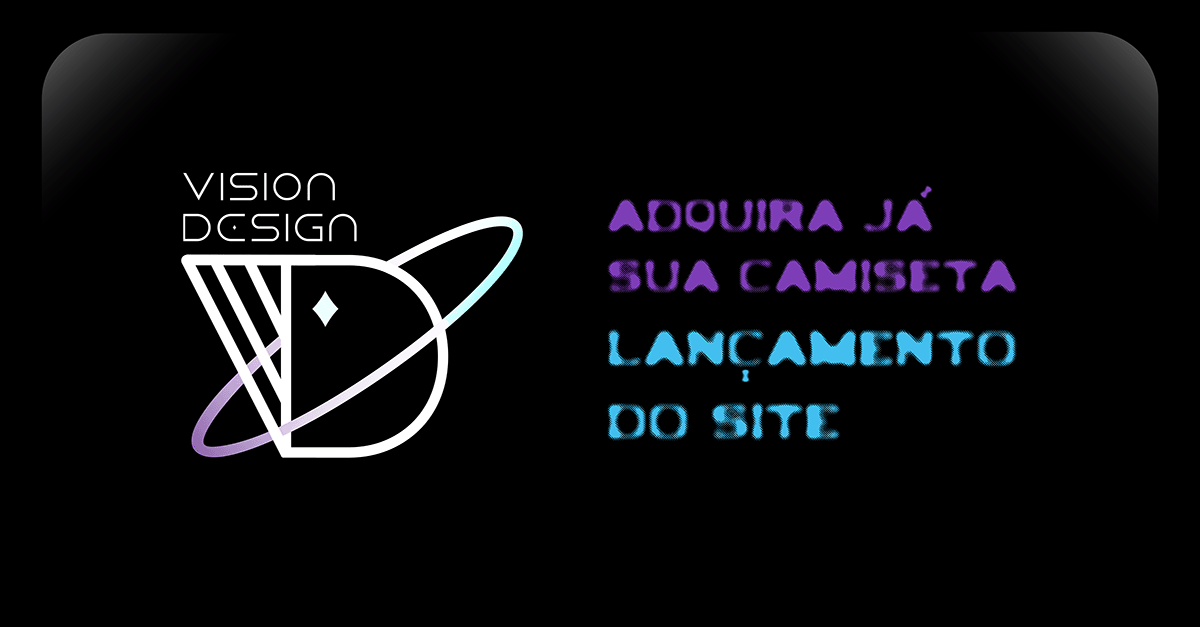 VISION
DESIGN
ADQUIRA JÁ
SUA CAMISETA
LANÇAMENTO
DO SITE